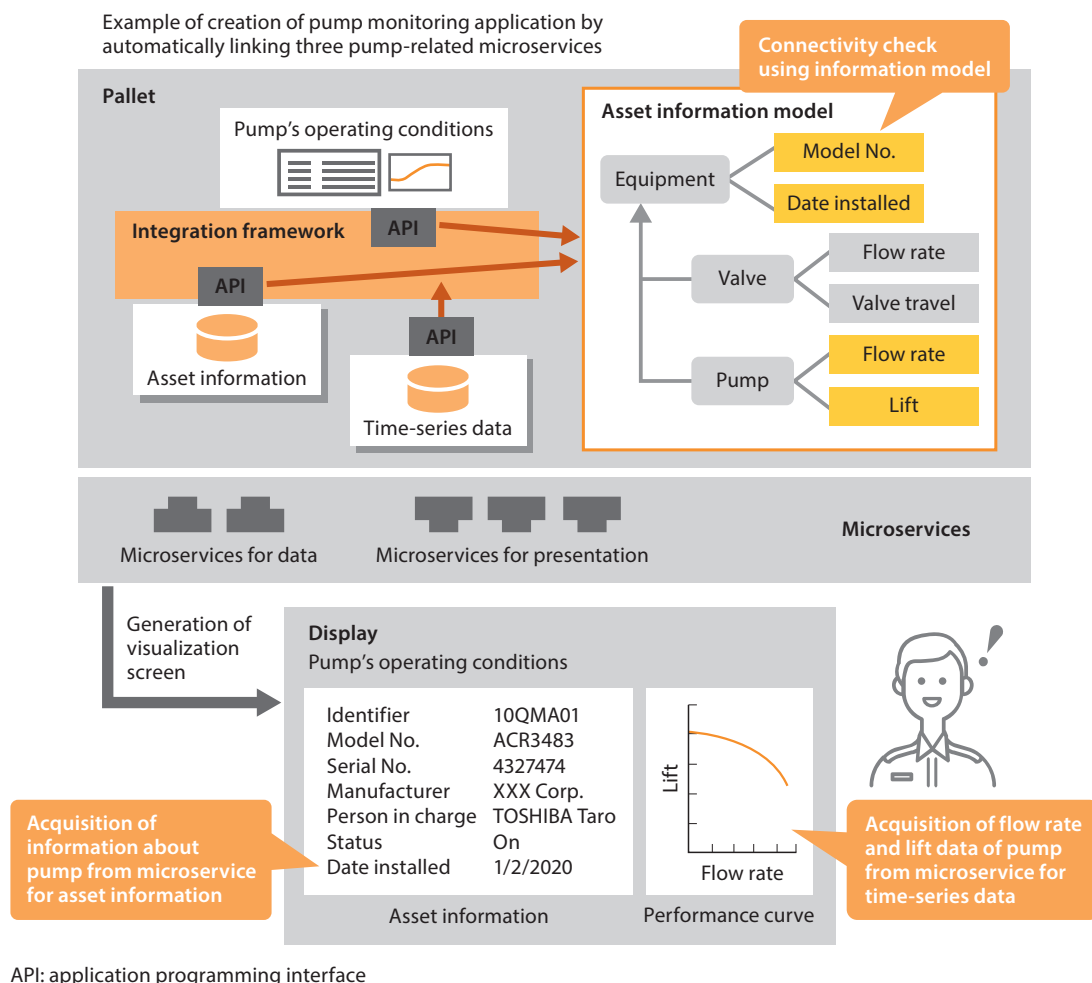 Example of creation of pump monitoring application by
automatically linking three pump-related microservices
Connectivity check
using information model
Pallet
Pump's operating conditions
Integration framework
API
API
Asset information
API
Time-series data
Asset information model
Equipment
Model No.
Date installed
Valve
Flow rate
Valve travel
Pump
Flow rate
Lift
Microservices for data
Microservices for presentation
Microservices
Generation of
visualization
screen
Display
Pump's operating conditions
Identifier 10QMA01
Model No. ACR3483
Serial No. 4327474
Manufacturer XXX Corp.
Person in charge TOSHIBA Taro
Status On
Date installed 1/2/2020
Asset information
Lift
Flow rate
Performance curve
Acquisition of
information about
pump from microservice
for asset information
Acquisition of flow rate
and lift data of pump
from microservice for
time-series data
API: application programming interface